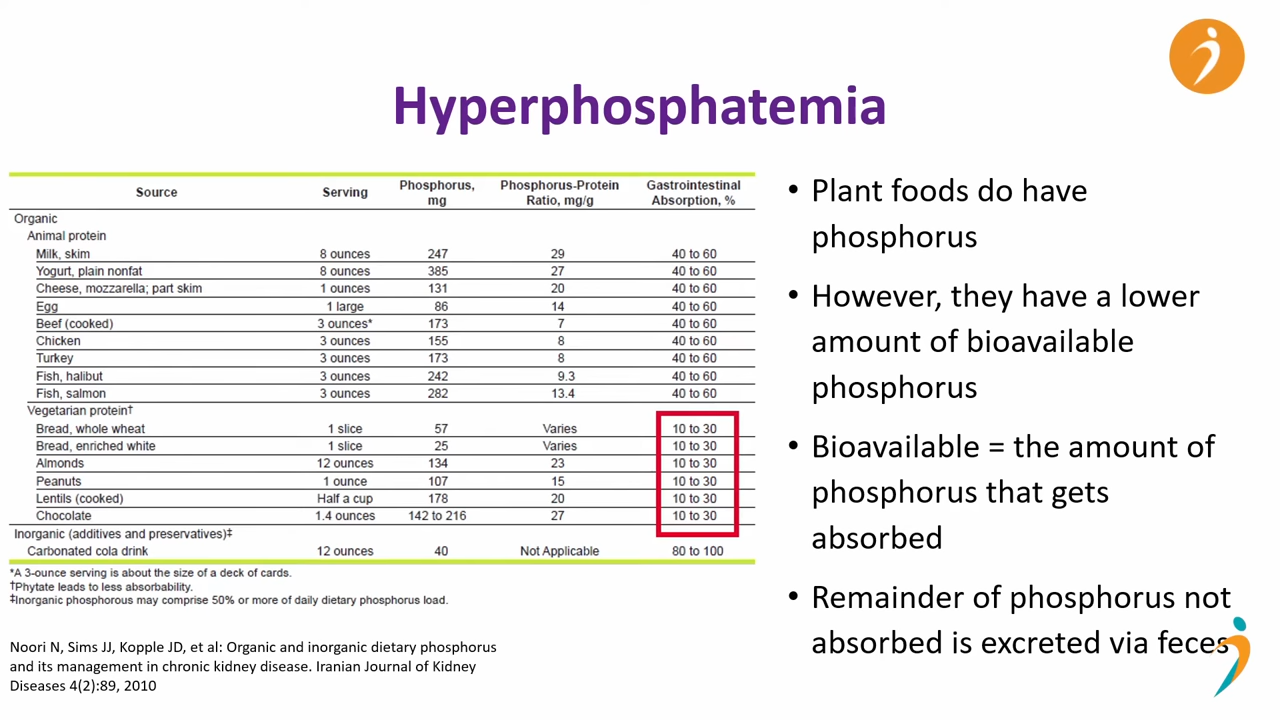 Hyperphosphatemia
Source Serving Phosphorus, mg Phosphorus-Protein Ratio, mg/g Gastrointestinal Absorption, %
Organic
Animal protein
Milk, skim 8 ounces 247 29 40 to 60
Yogurt, plain nonfat 8 ounces 385 27 40 to 60
Cheese, mozzarella; part skim 1 ounces 131 20 40 to 60
Egg 1 large 86 14 40 to 60
Beef (cooked) 3 ounces* 173 7 40 to 60
Chicken 3 ounces 155 8 40 to 60
Turkey 3 ounces 173 8 40 to 60
Fish, halibut 3 ounces 242 9.3 40 to 60
Fish, salmon 3 ounces 282 13.4 40 to 60
Vegetarian protein†
Bread, whole wheat 1 slice 57 Varies 10 to 30
Bread, enriched white 1 slice 25 Varies 10 to 30
Almonds 12 ounces 134 23 10 to 30
Peanuts 1 ounce 107 15 10 to 30
Lentils (cooked) Half a cup 178 20 10 to 30
Chocolate 1.4 ounces 142 to 216 27 10 to 30
Inorganic (additives and preservatives)‡
Carbonated cola drink 12 ounces 40 Not Applicable 80 to 100
*A 3-ounce serving is about the size of a deck of cards.
†Phytate leads to less absorbability.
‡Inorganic phosphorous may comprise 50% or more of daily dietary phosphorus load.
Noori N, Sims JJ, Kopple JD, et al: Organic and inorganic dietary phosphorus
and its management in chronic kidney disease. Iranian Journal of Kidney
Diseases 4(2):89, 2010
• Plant foods do have
phosphorus
• However, they have a lower
amount of bioavailable
phosphorus
• Bioavailable = the amount of
phosphorus that gets
absorbed
• Remainder of phosphorus not
absorbed is excreted via feces